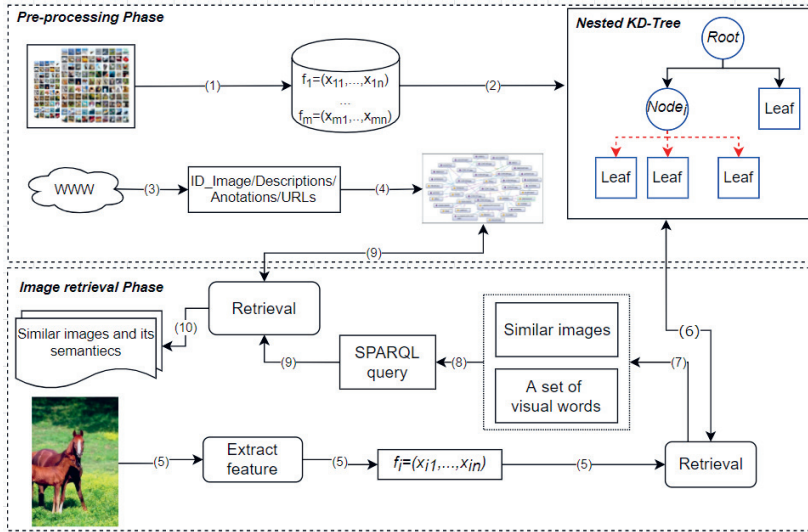 Pre-processing Phase
(1)
f1=(x11,...,x1n)
...
fm=(xm1,..,xmn)
(2)
Nested KD-Tree
Root
Nodei
Leaf
Leaf
Leaf
Leaf
WWW
(3)
ID_Image/Descriptions/
Anotations/URLs
(4)
(9)
(6)
Image retrieval Phase
Retrieval
(10)
Similar images and its
semantiecs
(9)
SPARQL
query
(8)
Similar images
A set of
visual words
(7)
(5)
Extract
feature
(5)
fi=(xi1,...,xin)
(5)
Retrieval